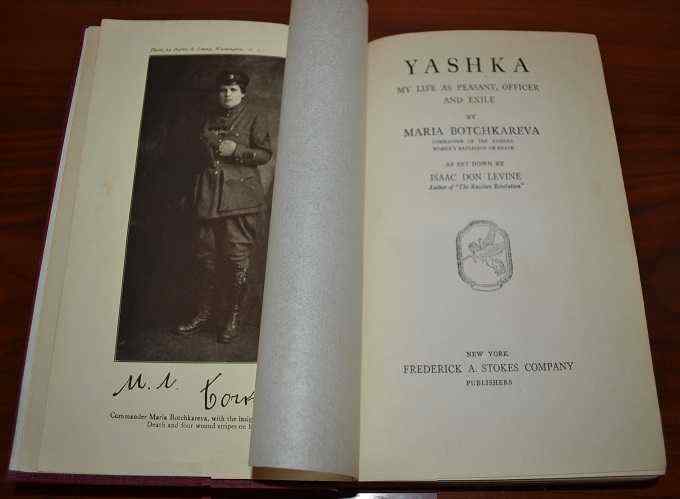 Photo by Harris & Ewing, Washington, D. C.
M. L.
Commander Maria Botchkareva, with the insig
Death and four wound stripes on
YASHKA
MY LIFE AS PEASANT, OFFICER
AND EXILE
BY
MARIA BOTCHKAREVA
COMMANDER OF THE RUSSIAN
WOMEN'S BATTALION OF DEATH
AS SET DOWN BY
ISAAC DON LEVINE
Author of "The Russian Revolution"
NEW YORK
FREDERICK A. STOKES COMPANY
PUBLISHERS